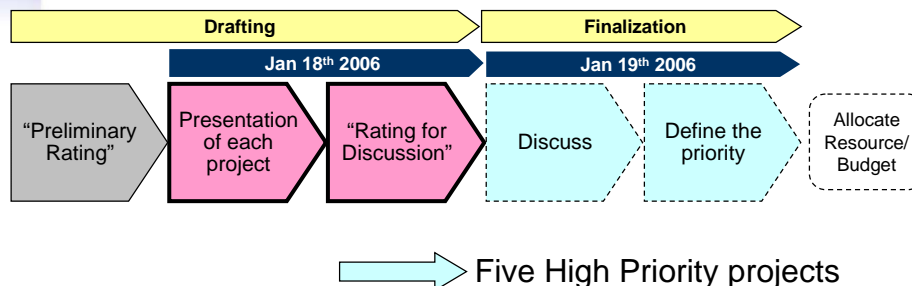 Drafting
Finalization
Jan 18th 2006
Jan 19th 2006
“Preliminary
Rating”
Presentation
of each
project
“Rating for
Discussion”
Discuss
Define the
priority
Allocate
Resource/
Budget
Five High Priority projects